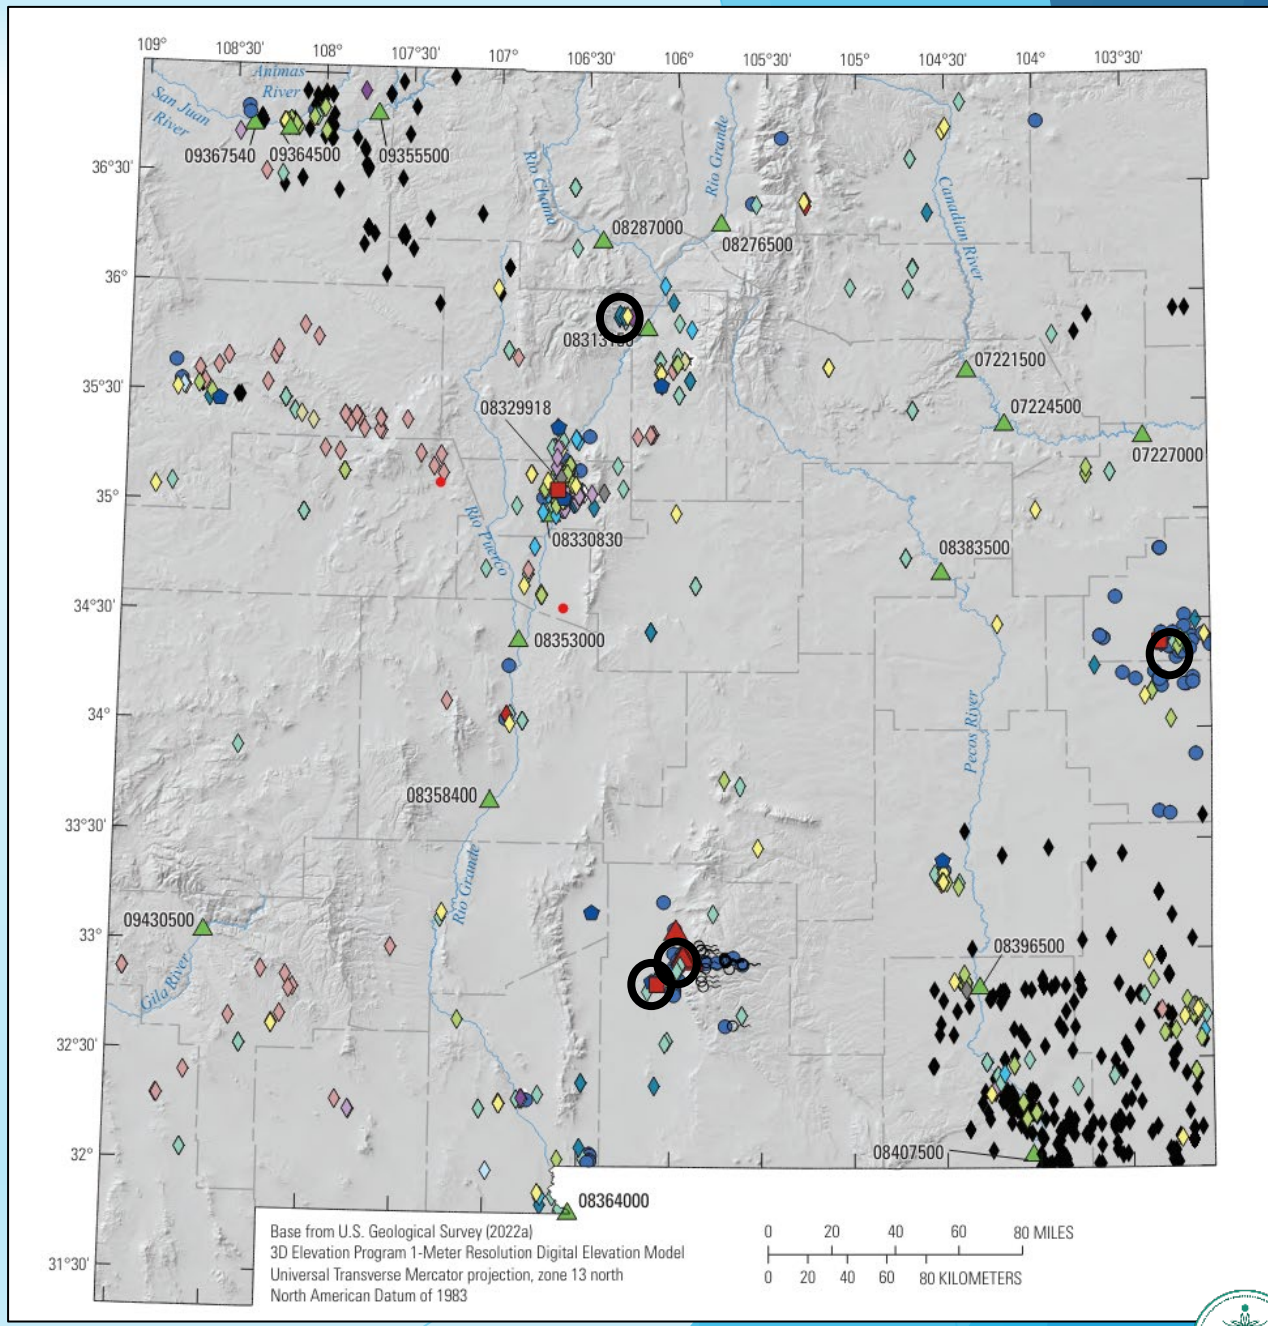 109°
108°30'
108°
107°30'
107°
106°30'
106°
105°30'
105°
104°30'
104°
103°30'
Animas
River
San Juan
River
09367540
09364500
09355500
36°30'
Rio Chama
Rio Grande
Canadian River
08287000
08276500
36°
07221500
35°30'
08329918
07224500
07227000
35°
Rio Puerco
08330830
08383500
34°30'
08353000
34°
Pecos River
08358400
33°30'
Rio Grande
09430500
33°
08396500
Gila River
32°30'
32°
08407500
08364000
31°30'
Base from U.S. Geological Survey (2022a)
3D Elevation Program 1-Meter Resolution Digital Elevation Model
Universal Transverse Mercator projection, zone 13 north
North American Datum of 1983
0 20 40 60 80 MILES
0 20 40 60 80 KILOMETERS